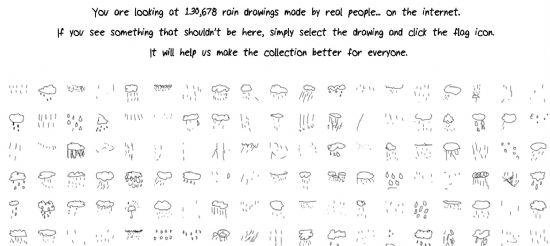 You are looking at 1,30,678 rain drawings made by real people.. on the internet.
If you see something that shouldn't be here, simply select the drawing and click the flag icon.
It will help us make the collection better for everyone.